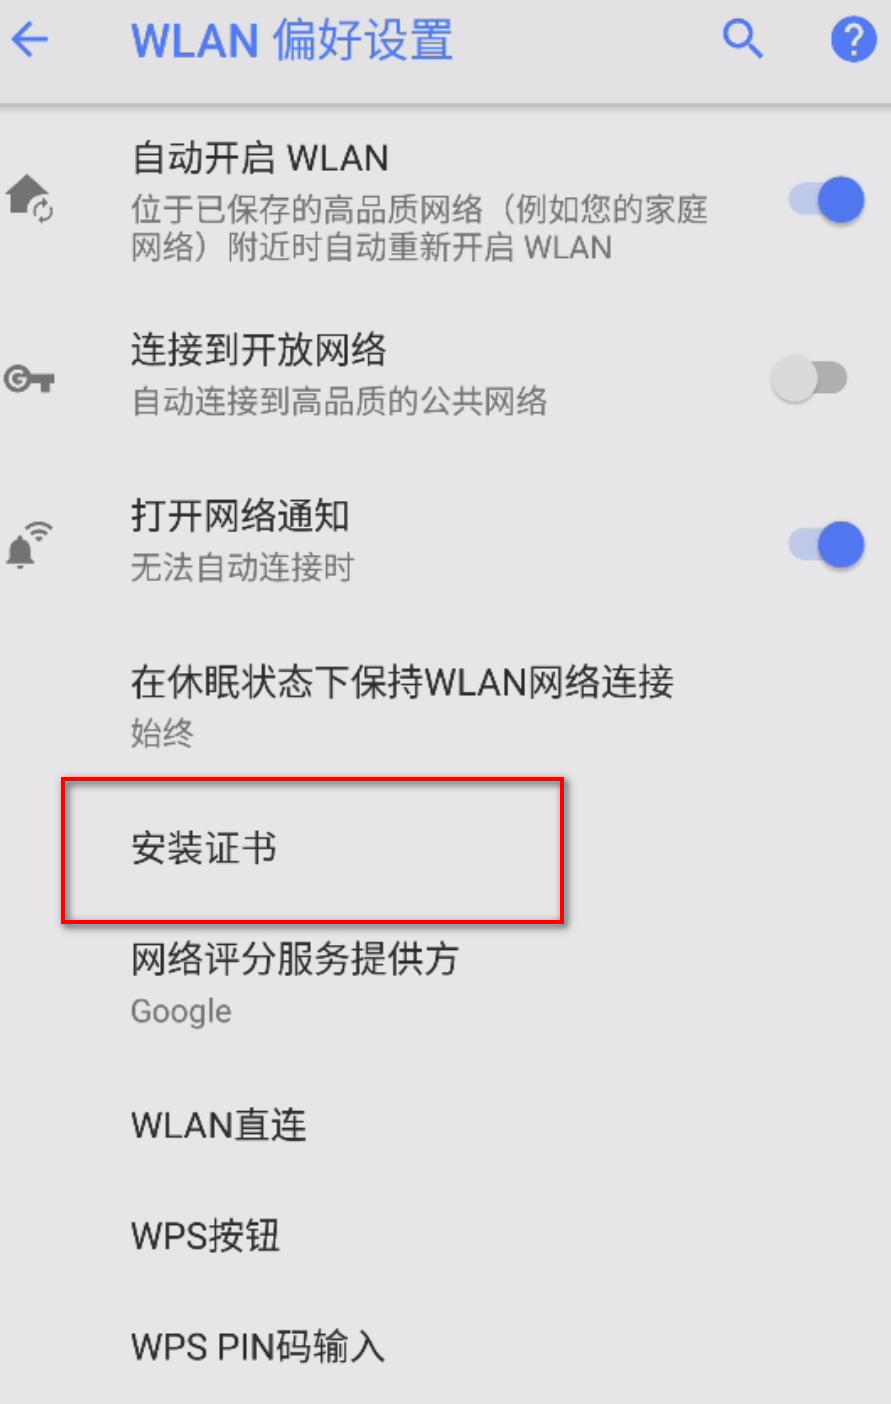 WLAN 偏好设置
自动开启 WLAN
位于已保存的高品质网络（例如您的家庭
网络）附近时自动重新开启 WLAN
连接到开放网络
自动连接到高品质的公共网络
打开网络通知
无法自动连接时
在休眠状态下保持WLAN网络连接
始终
安装证书
网络评分服务提供方
Google
WLAN直连
WPS按钮
WPS PIN码输入